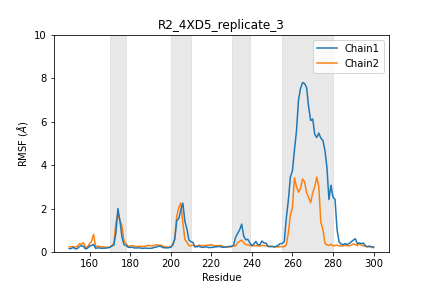 R2_4XD5_replicate_3
10
8
6
4
2
0
RMSF (Å)
Chain1
Chain2
160 180 200 220 240 260 280 300
Residue